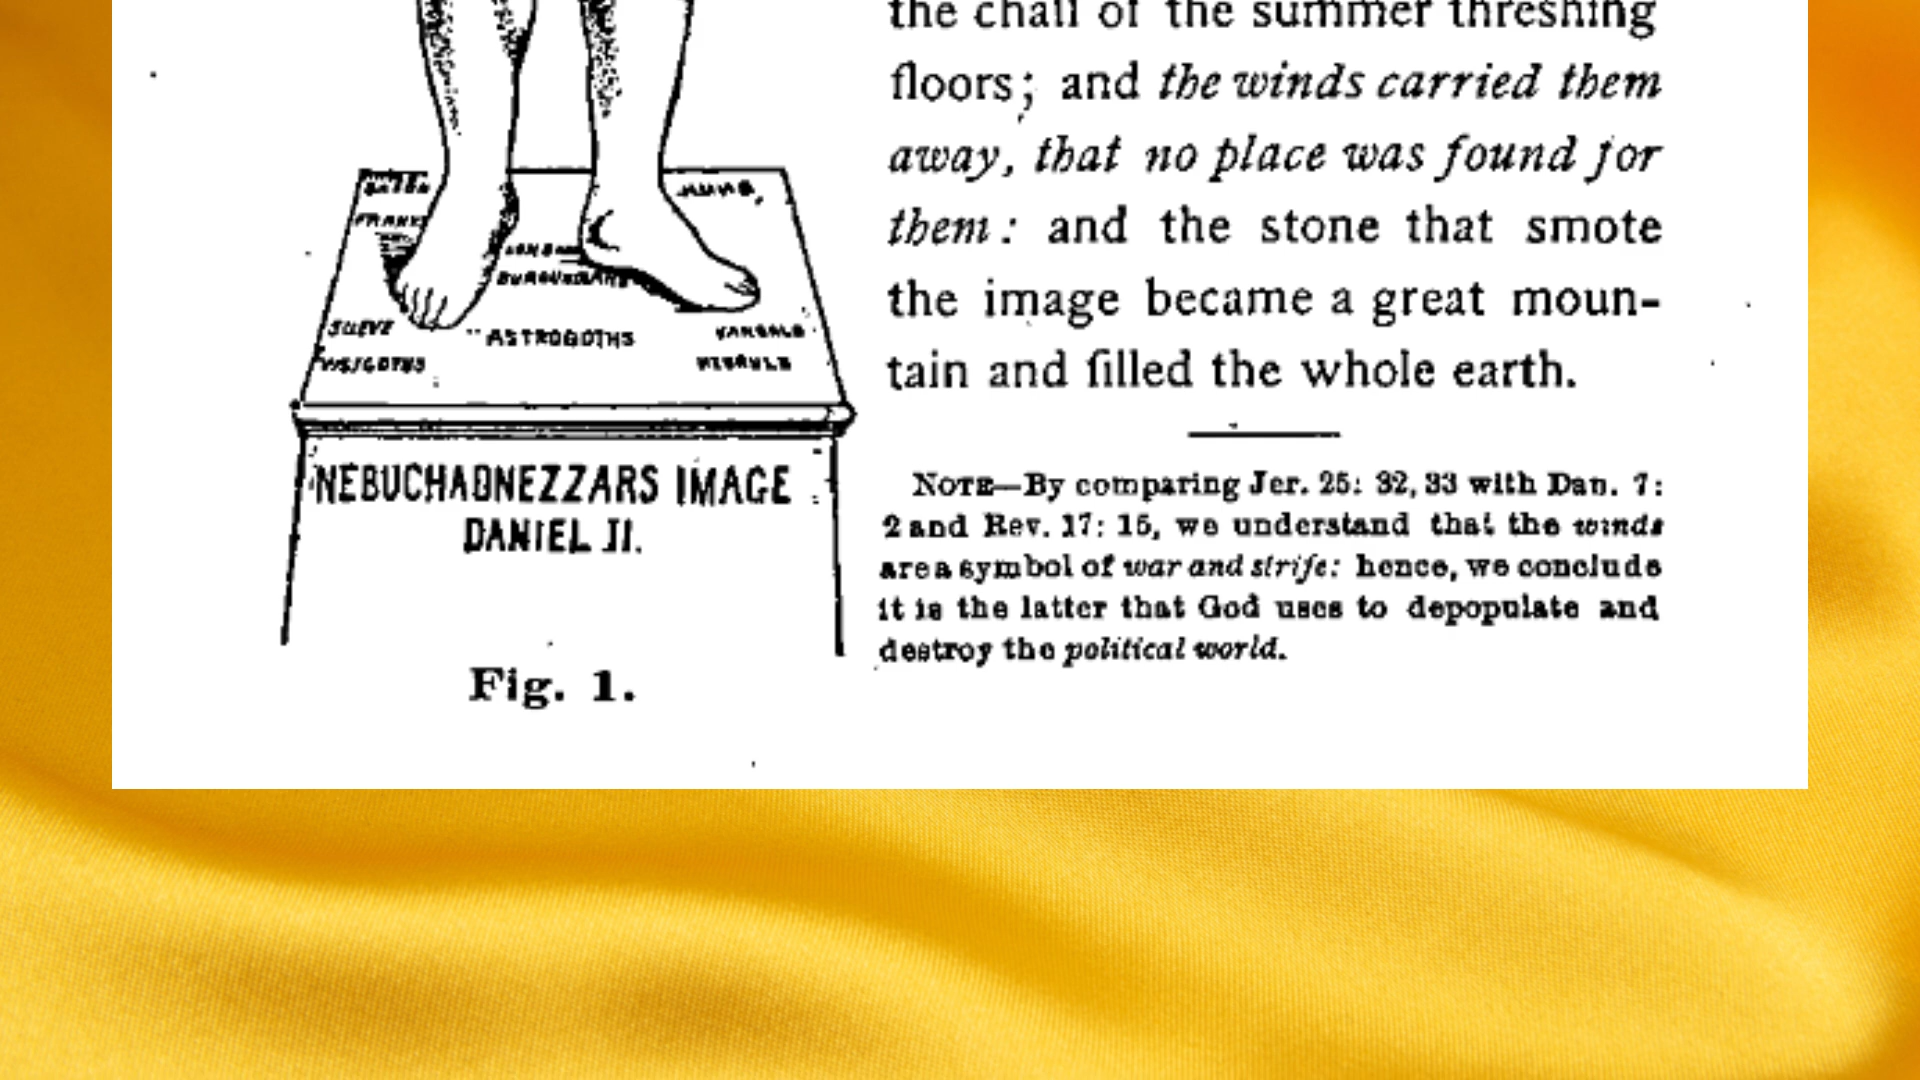 the chaff of the summer threshing
floors; and the winds carried them
away, that no place was found for
them: and the stone that smote
the image became a great moun-
tain and filled the whole earth.
NOTE—By comparing Jer. 25: 32, 33 with Dan. 7:
2 and Rev. 17: 15, we understand that the winds
are a symbol of war and strife: hence, we conclude
it is the latter that God uses to depopulate and
destroy the political world.
FRANKS
SUEVE
ASTROGOTHS
VANDALS
VISIGOTHS
NEBUCHADNEZZARS IMAGE
DANIEL II.
Fig. 1.